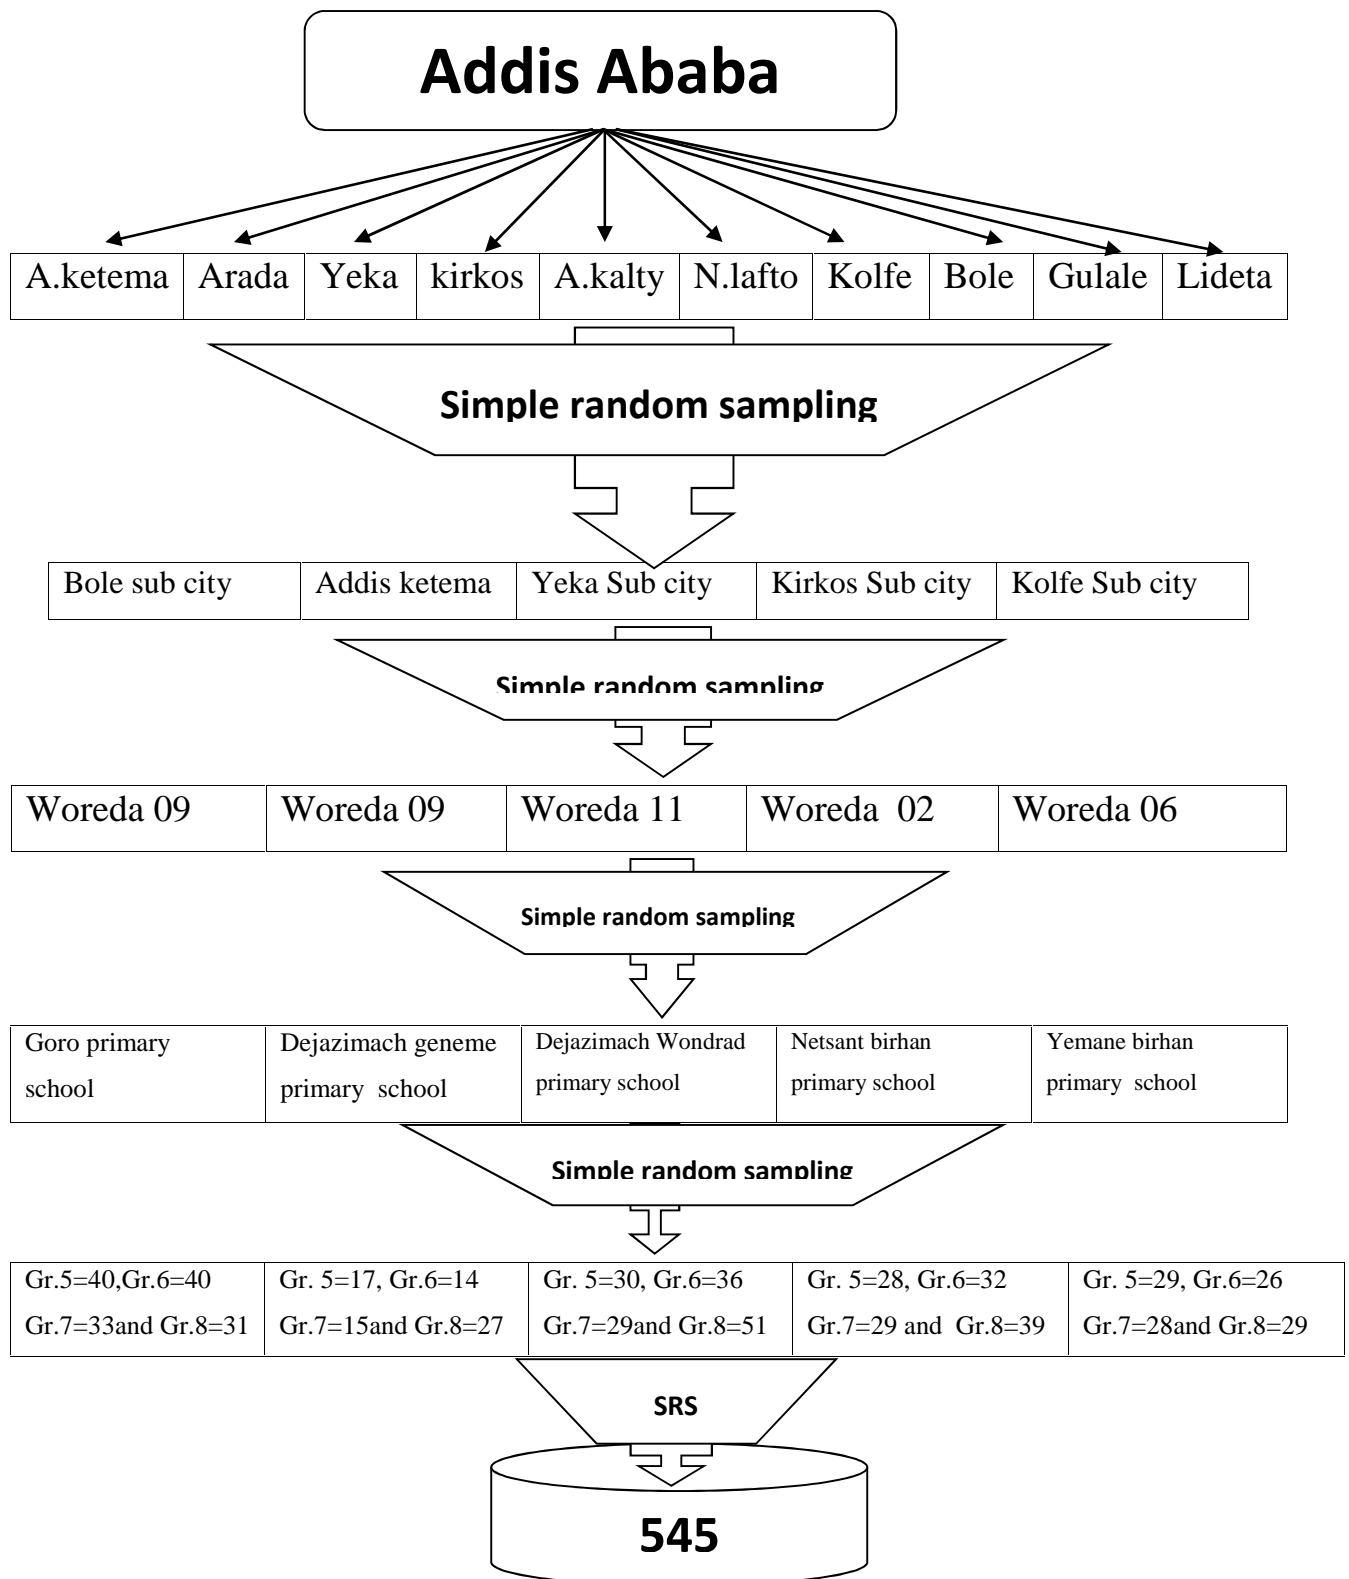 Addis Ababa
A.ketema Arada Yeka kirkos A.kalty N.lafto Kolfe Bole Gulale Lideta
Simple random sampling
Bole sub city Addis ketema Yeka Sub city Kirkos Sub city Kolfe Sub city
Simple random sampling
Woreda 09 Woreda 09 Woreda 11 Woreda 02 Woreda 06
Simple random sampling
Goro primary
school
Dejazimach geneme
primary school
Dejazimach Wondrad
primary school
Netsant birhan
primary school
Yemane birhan
primary school
Simple random sampling
Gr.5=40,Gr.6=40
Gr.7=33and Gr.8=31
Gr. 5=17, Gr.6=14
Gr.7=15and Gr.8=27
Gr. 5=30, Gr.6=36
Gr.7=29and Gr.8=51
Gr. 5=28, Gr.6=32
Gr.7=29 and Gr.8=39
Gr. 5=29, Gr.6=26
Gr.7=28and Gr.8=29
SRS
545